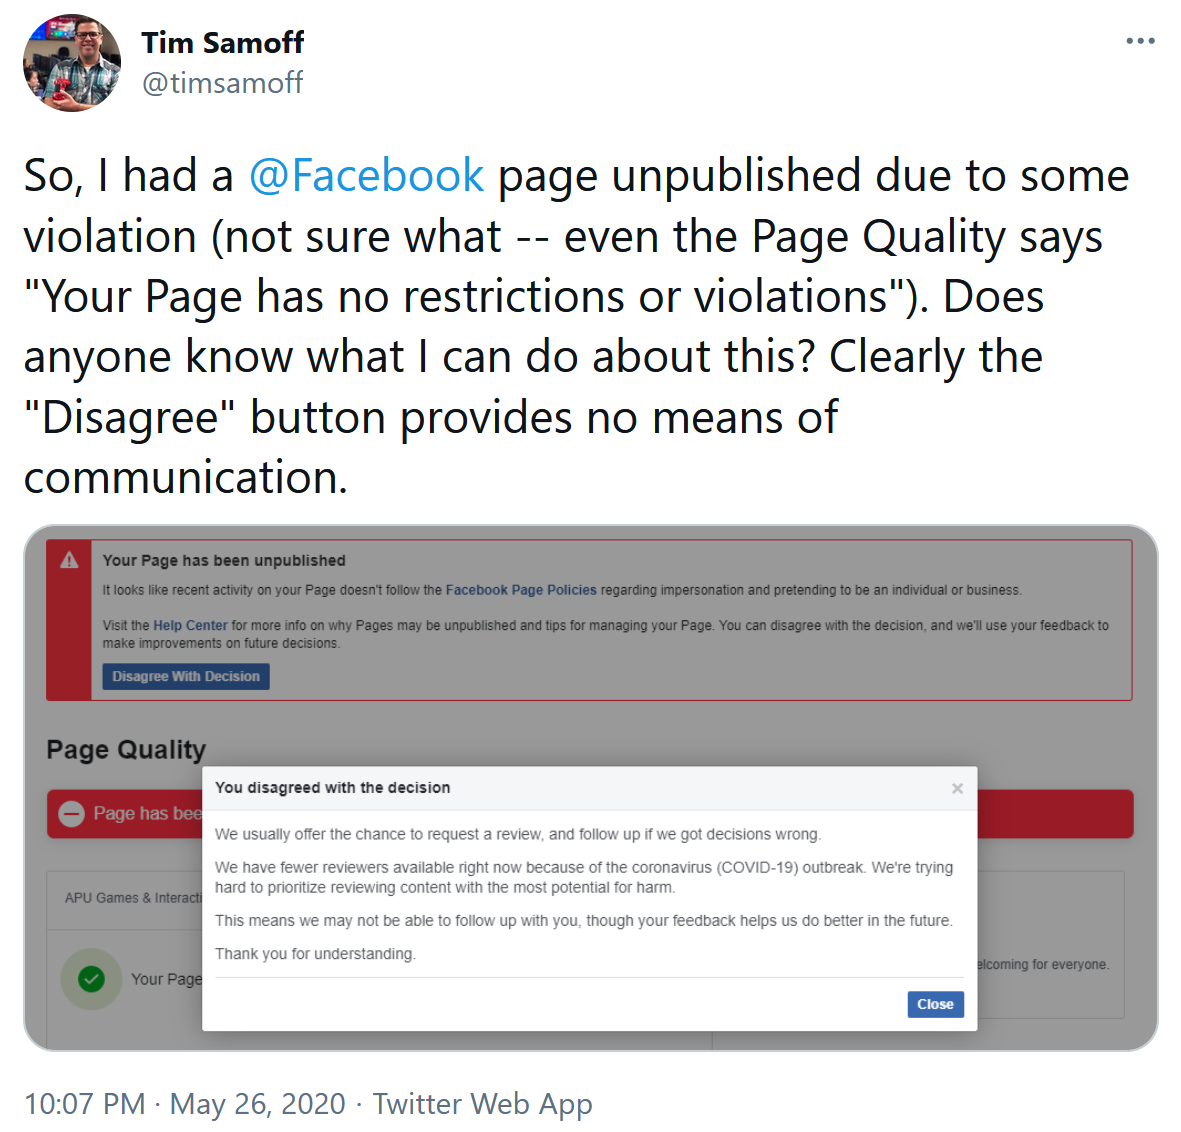 Tim Samoff
@timsamoff
So, I had a @Facebook page unpublished due to some
violation (not sure what -- even the Page Quality says
"Your Page has no restrictions or violations"). Does
anyone know what I can do about this? Clearly the
"Disagree" button provides no means of
communication.
Your Page has been unpublished
It looks like recent activity on your Page doesn't follow the Facebook Page Policies regarding impersonation and pretending to be an individual or business.
Visit the Help Center for more info on why Pages may be unpublished and tips for managing your Page. You can disagree with the decision, and we'll use your feedback to
make improvements on future decisions.
Disagree With Decision
Page Quality
Page has bee
You disagreed with the decision
We usually offer the chance to request a review, and follow up if we got decisions wrong.
We have fewer reviewers available right now because of the coronavirus (COVID-19) outbreak. We're trying
hard to prioritize reviewing content with the most potential for harm.
This means we may not be able to follow up with you, though your feedback helps us do better in the future.
Thank you for understanding.
Close
APU Games & Interacti
Your Page
elcoming for everyone.
10:07 PM · May 26, 2020 · Twitter Web App